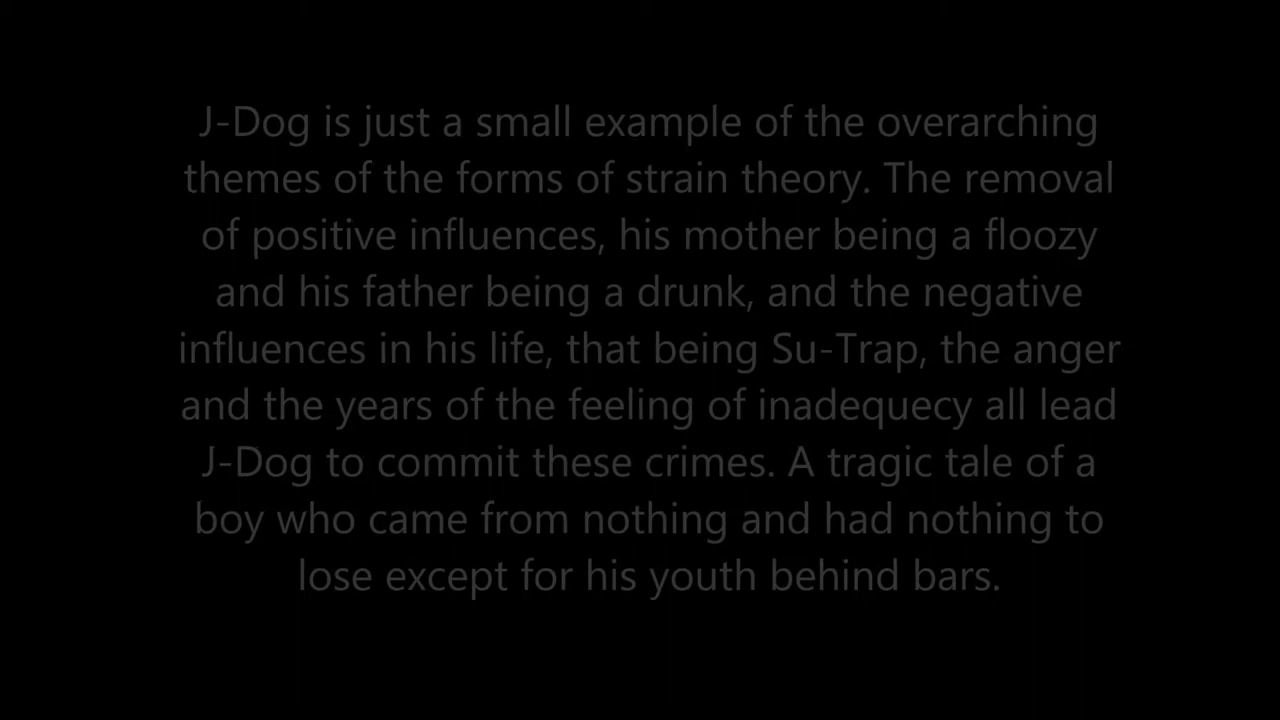 J-Dog is just a small example of the overarching
themes of the forms of strain theory. The removal
of positive influences, his mother being a floozy
and his father being a drunk, and the negative
influences in his life, that being Su-Trap, the anger
and the years of the feeling of inadequecy all lead
J-Dog to commit these crimes. A tragic tale of a
boy who came from nothing and had nothing to
lose except for his youth behind bars.